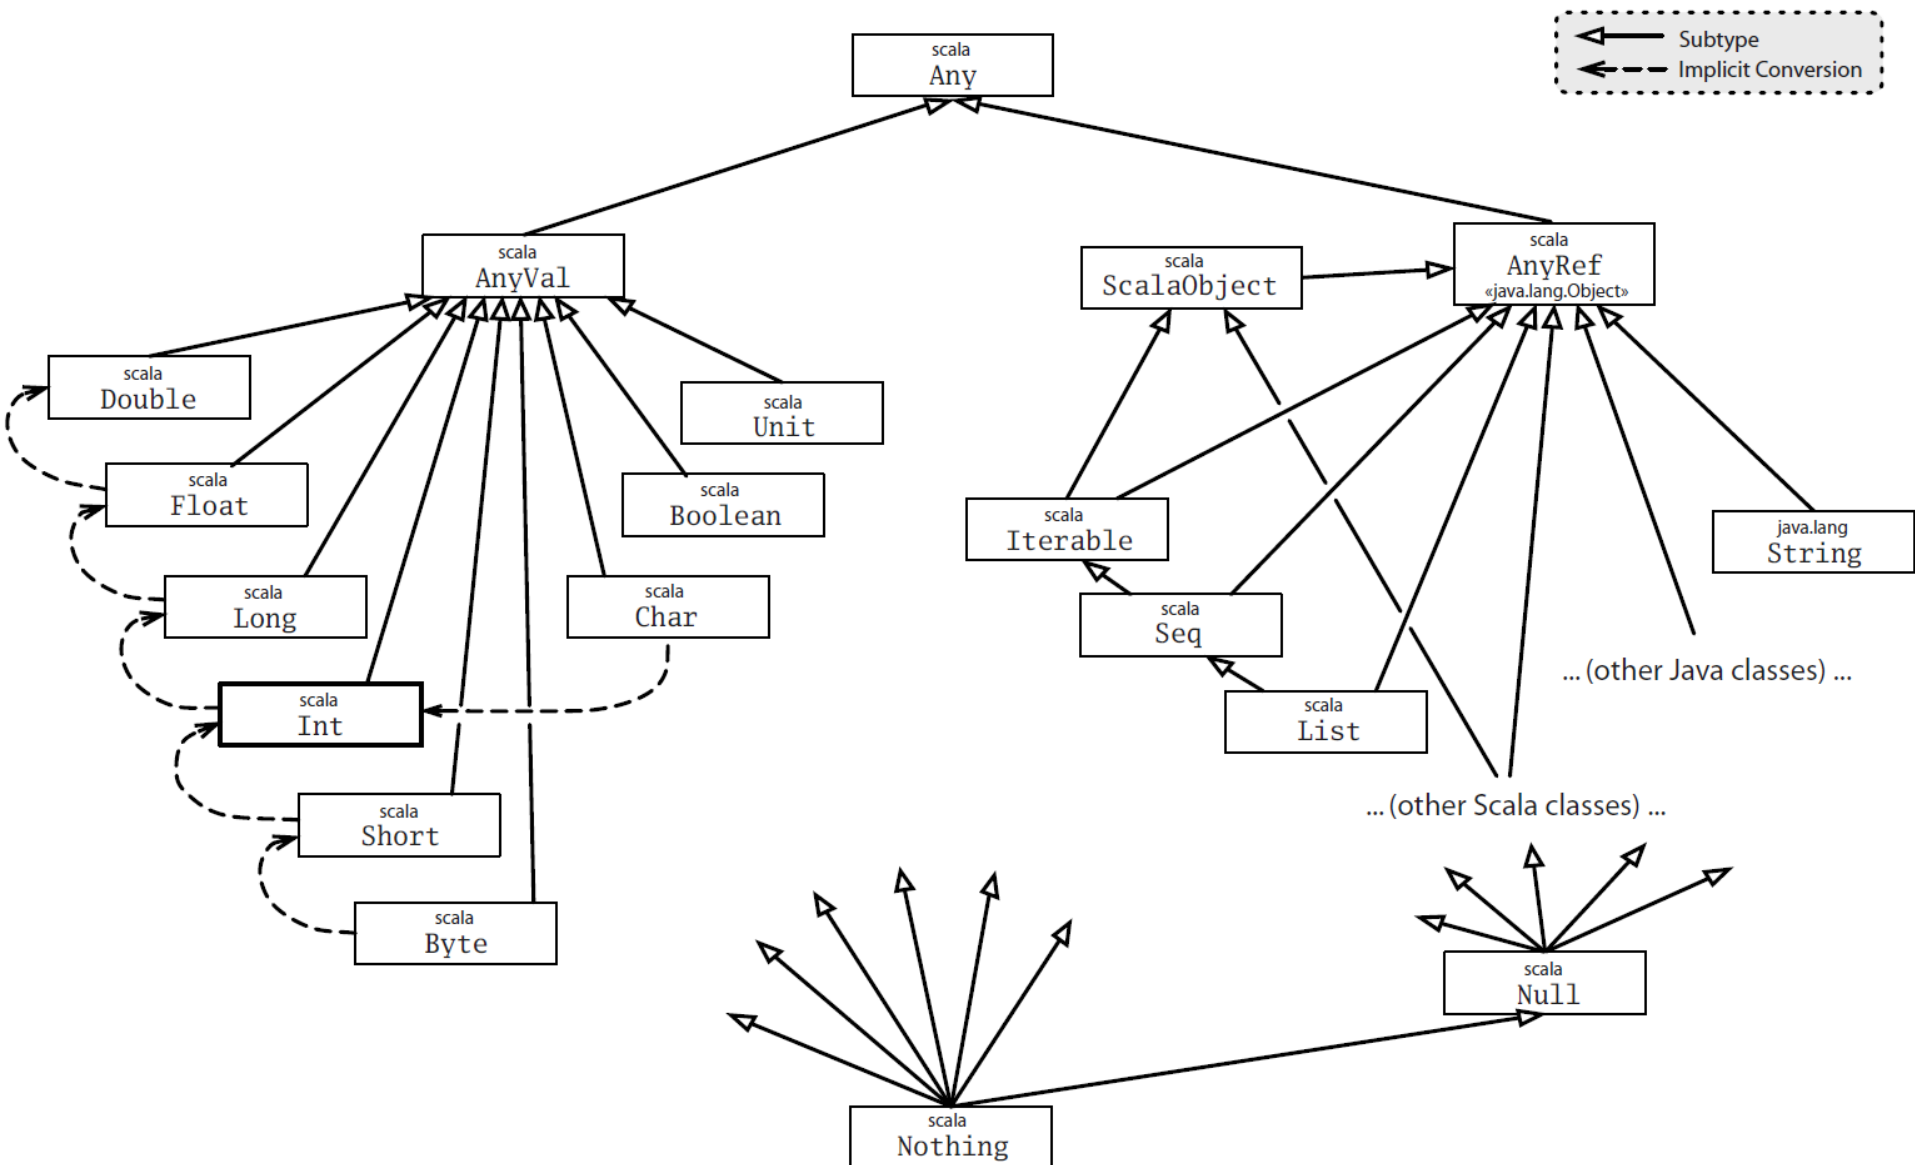 scala
Any
Subtype
Implicit Conversion
scala
AnyVal
scala
ScalaObject
scala
AnyRef
«java.lang.Object»
scala
Double
scala
Unit
scala
Float
scala
Boolean
scala
Iterable
java.lang
String
scala
Long
scala
Char
scala
Seq
... (other Java classes) ...
scala
Int
scala
List
scala
Short
... (other Scala classes) ...
scala
Byte
scala
Null
scala
Nothing